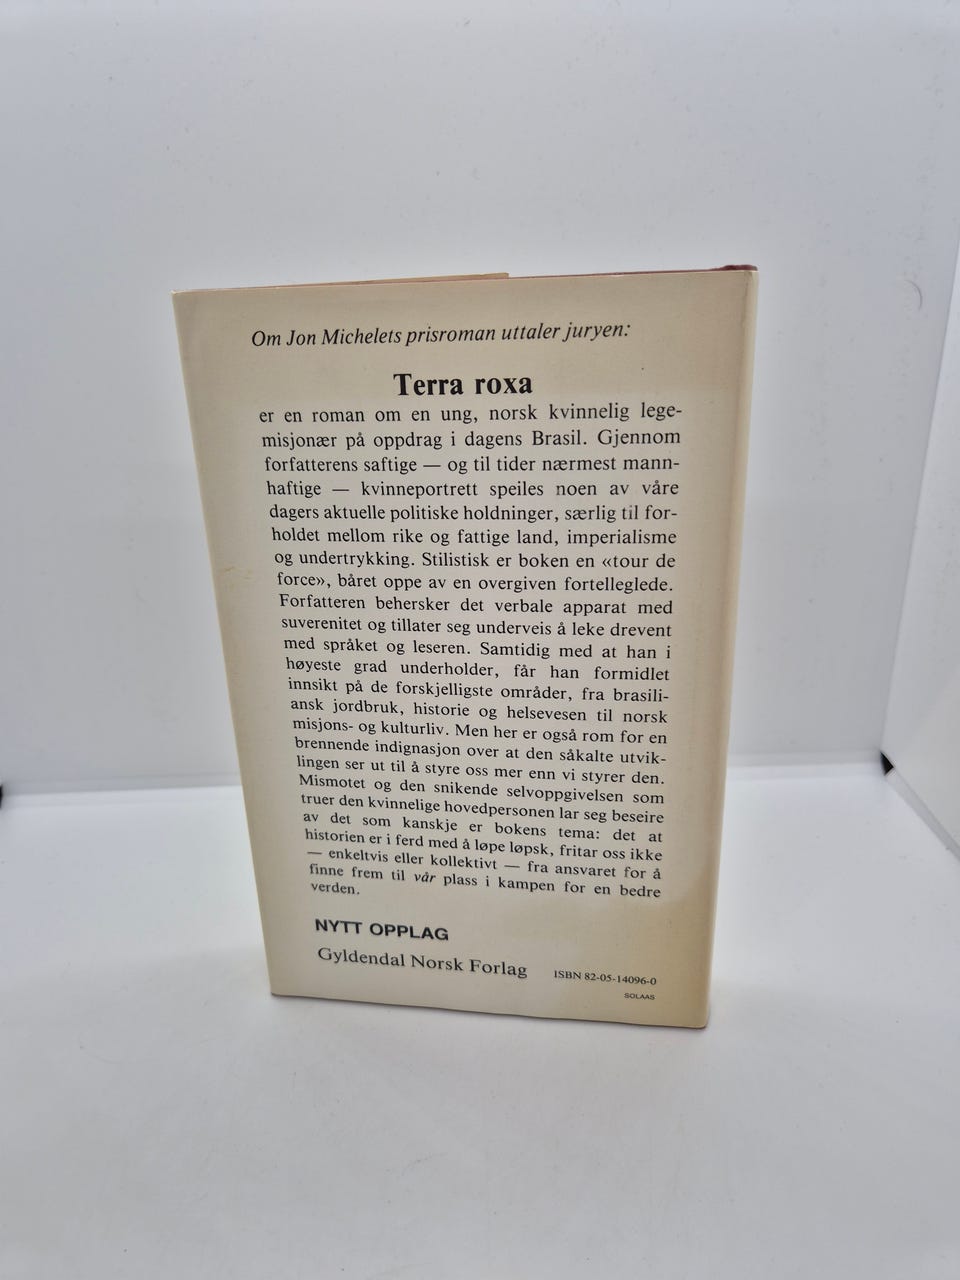 Om Jon Michelets prisroman uttaler juryen:
Terra roxa
er en roman om en ung, norsk kvinnelig lege-
misjonær på oppdrag i dagens Brasil. Gjennom
forfatterens saftige — og til tider nærmest mann-
haftige — kvinneportrett speiles noen av våre
dagers aktuelle politiske holdninger, særlig til for-
holdet mellom rike og fattige land, imperialisme
og undertrykking. Stilistisk er boken en «tour de
force», båret oppe av en overgiven fortelleglede.
Forfatteren behersker det verbale apparat med
suverenitet og tillater seg underveis å leke drevent
med språket og leseren. Samtidig med at han i
høyeste grad underholder, får han formidlet
innsikt på de forskjelligste områder, fra brasili-
ansk jordbruk, historie og helsevesen til norsk
misjons- og kulturliv. Men her er også rom for en
brennende indignasjon over at den såkalte utvik-
lingen ser ut til å styre oss mer enn vi styrer den.
Mismotet og den snikende selvoppgivelsen som
truer den kvinnelige hovedpersonen lar seg beseire
av det som kanskje er bokens tema: det at
historien er i ferd med å løpe løpsk, fritar oss ikke
— enkeltvis eller kollektivt — fra ansvaret for å
finne frem til vår plass i kampen for en bedre
verden.
NYTT OPPLAG
Gyldendal Norsk Forlag
ISBN 82-05-14096-0
SOLAAS